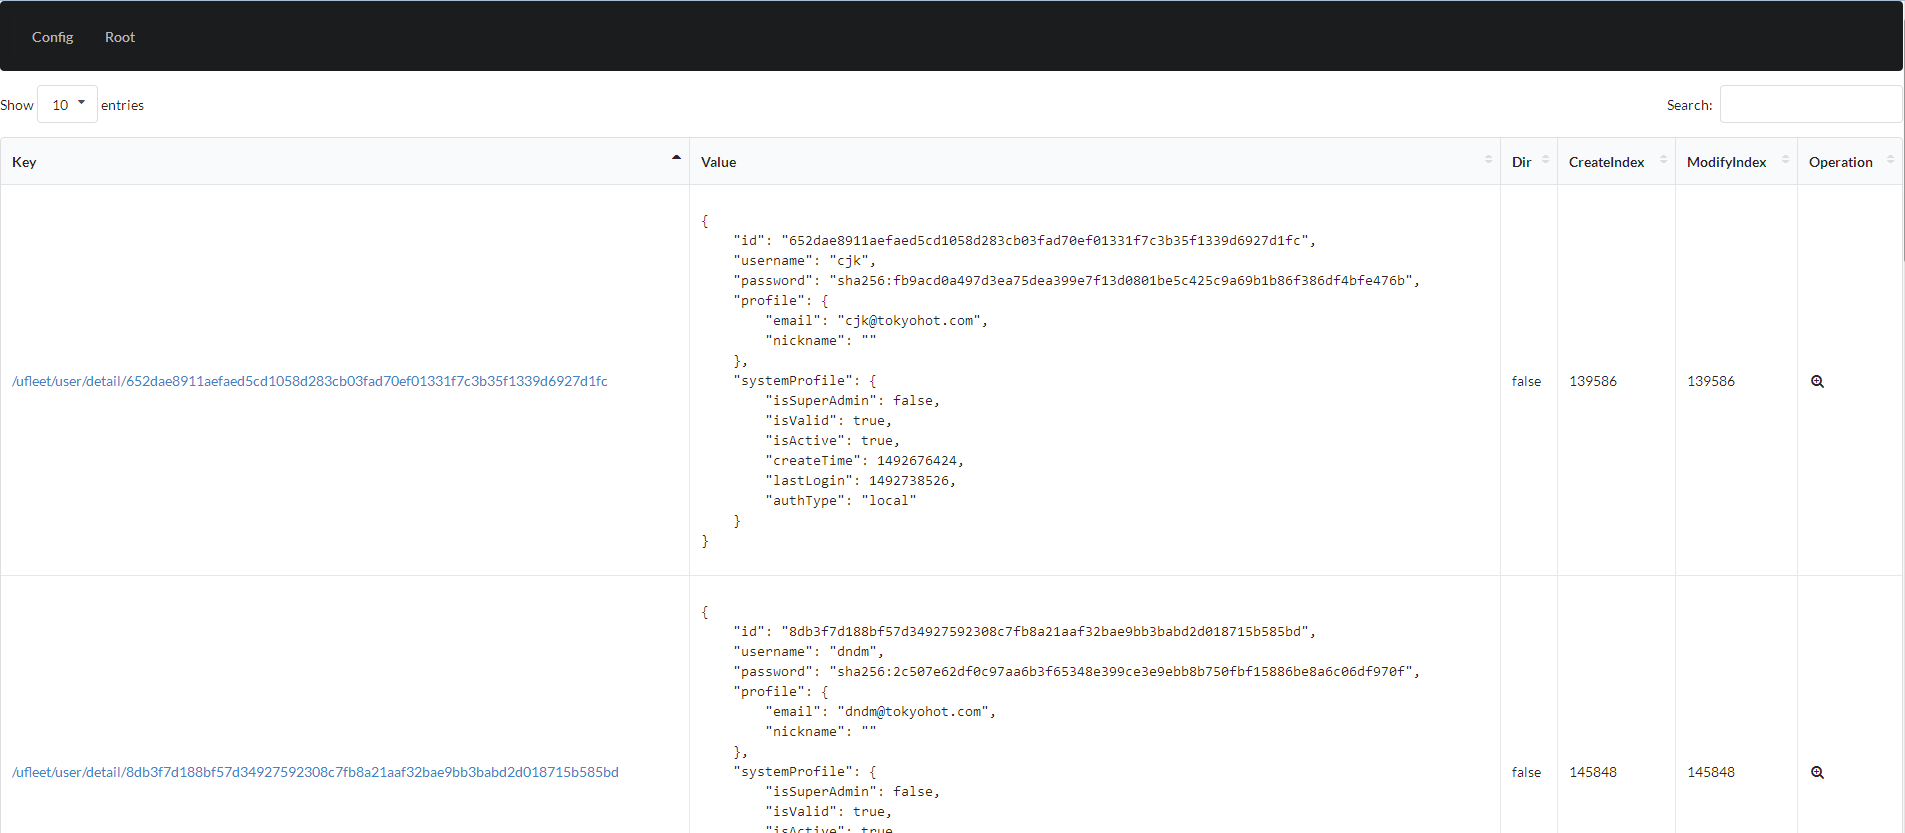 Config Root
Show 10 entries Search:
Key Value Dir CreateIndex ModifyIndex Operation
{
"id": "652dae8911aefaed5cd1058d283cb03fad70ef01331f7c3b35f1339d6927d1fc",
"username": "cjk",
"password": "sha256:fb9acd0a497d3ea75dea399e7f13d0801be5c425c9a69b1b86f386df4bfe476b",
"profile": {
"email": "cjk@tokyohot.com",
"nickname": ""
},
/ufleet/user/detail/652dae8911aefaed5cd1058d283cb03fad70ef01331f7c3b35f1339d6927d1fc "systemProfile": { false 139586 139586
"isSuperAdmin": false,
"isValid": true,
"isActive": true,
"createTime": 1492676424,
"lastLogin": 1492738526,
"authType": "local"
}
}
{
"id": "8db3f7d188bf57d34927592308c7fb8a21aaf32bae9bb3babd2d018715b585bd",
"username": "dndm",
"password": "sha256:2c507e62df0c97aa6b3f65348e399ce3e9ebb8b750fbf15886be8a6c06df970f",
"profile": {
"email": "dndm@tokyohot.com",
"nickname": ""
},
/ufleet/user/detail/8db3f7d188bf57d34927592308c7fb8a21aaf32bae9bb3babd2d018715b585bd "systemProfile": { false 145848 145848
"isSuperAdmin": false,
"isValid": true,
"isActive": true